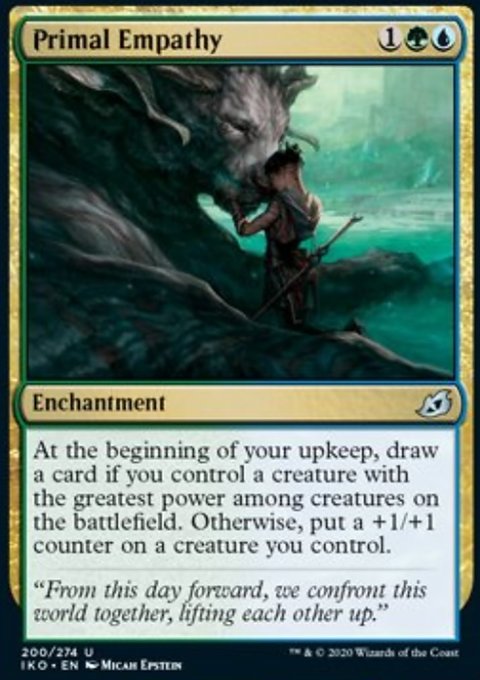 Primal Empathy 1
Enchantment
At the beginning of your upkeep, draw
a card if you control a creature with
the greatest power among creatures on
the battlefield. Otherwise, put a +1/+1
counter on a creature you control.
“From this day forward, we confront this
world together, lifting each other up.”
200/274 U
IKO • EN Micah Epstein
™ & © 2020 Wizards of the Coast